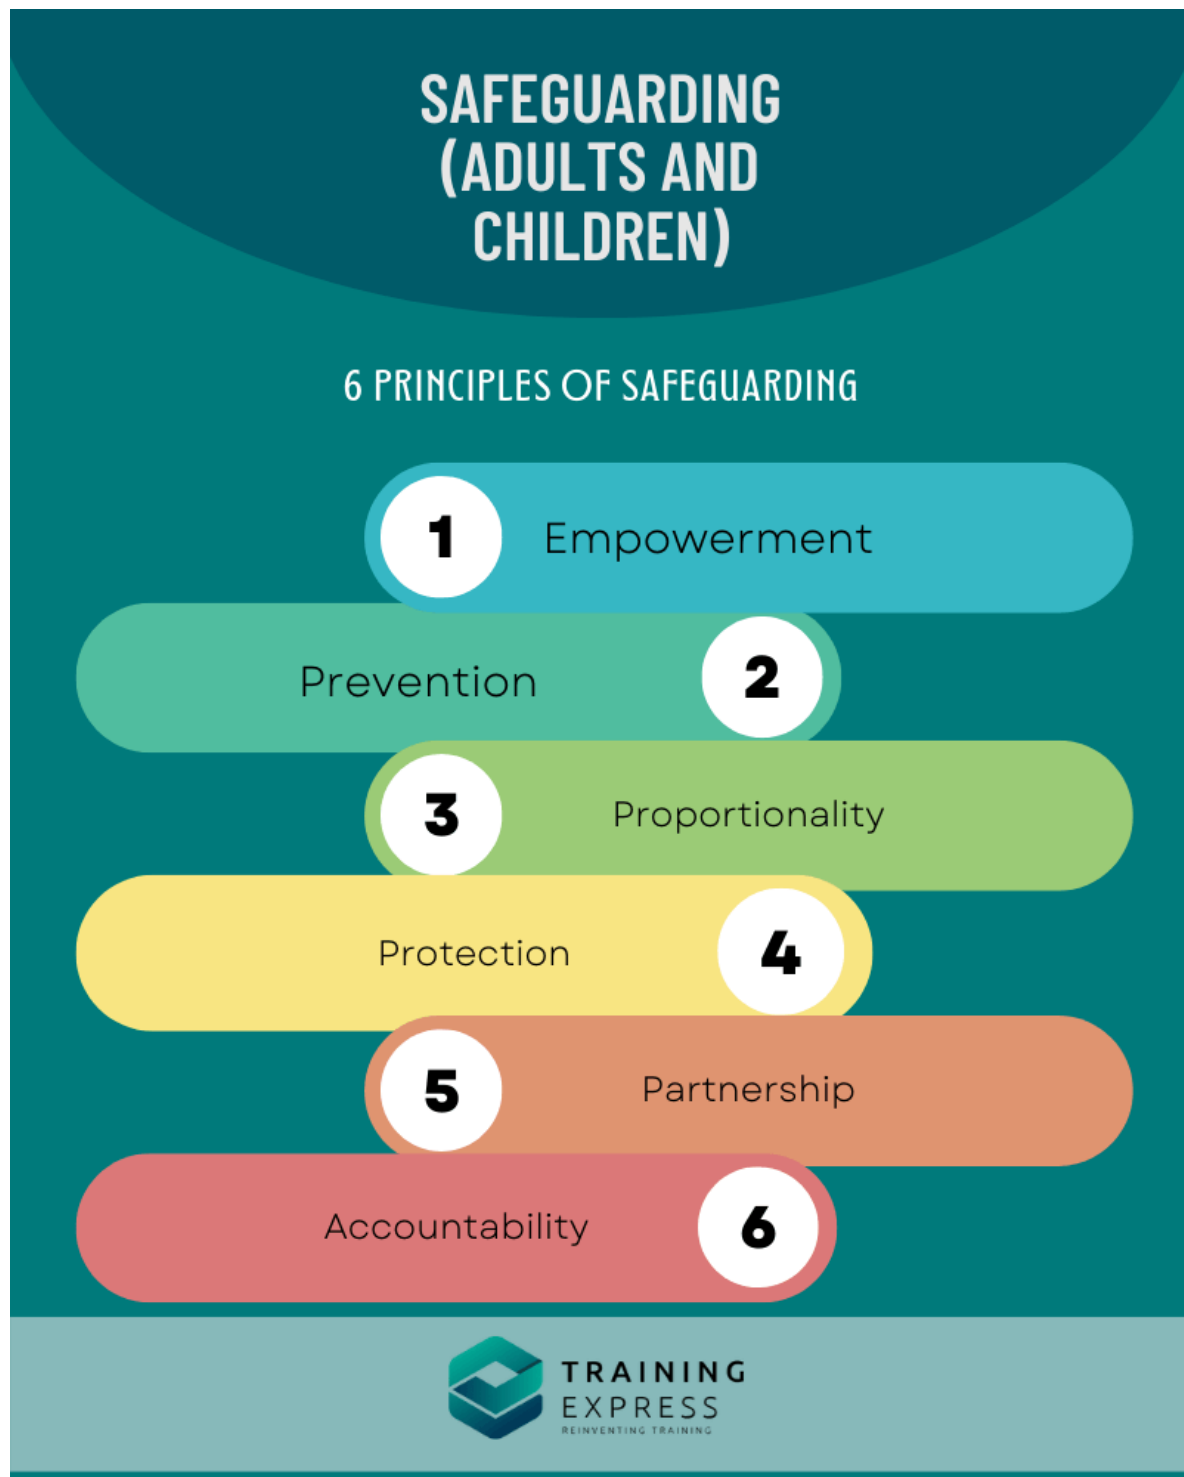 SAFEGUARDING
(ADULTS AND
CHILDREN)
6 PRINCIPLES OF SAFEGUARDING
1 Empowerment
Prevention 2
3 Proportionality
Protection 4
5 Partnership
Accountability 6
TRAINING
EXPRESS
REINVENTING TRAINING